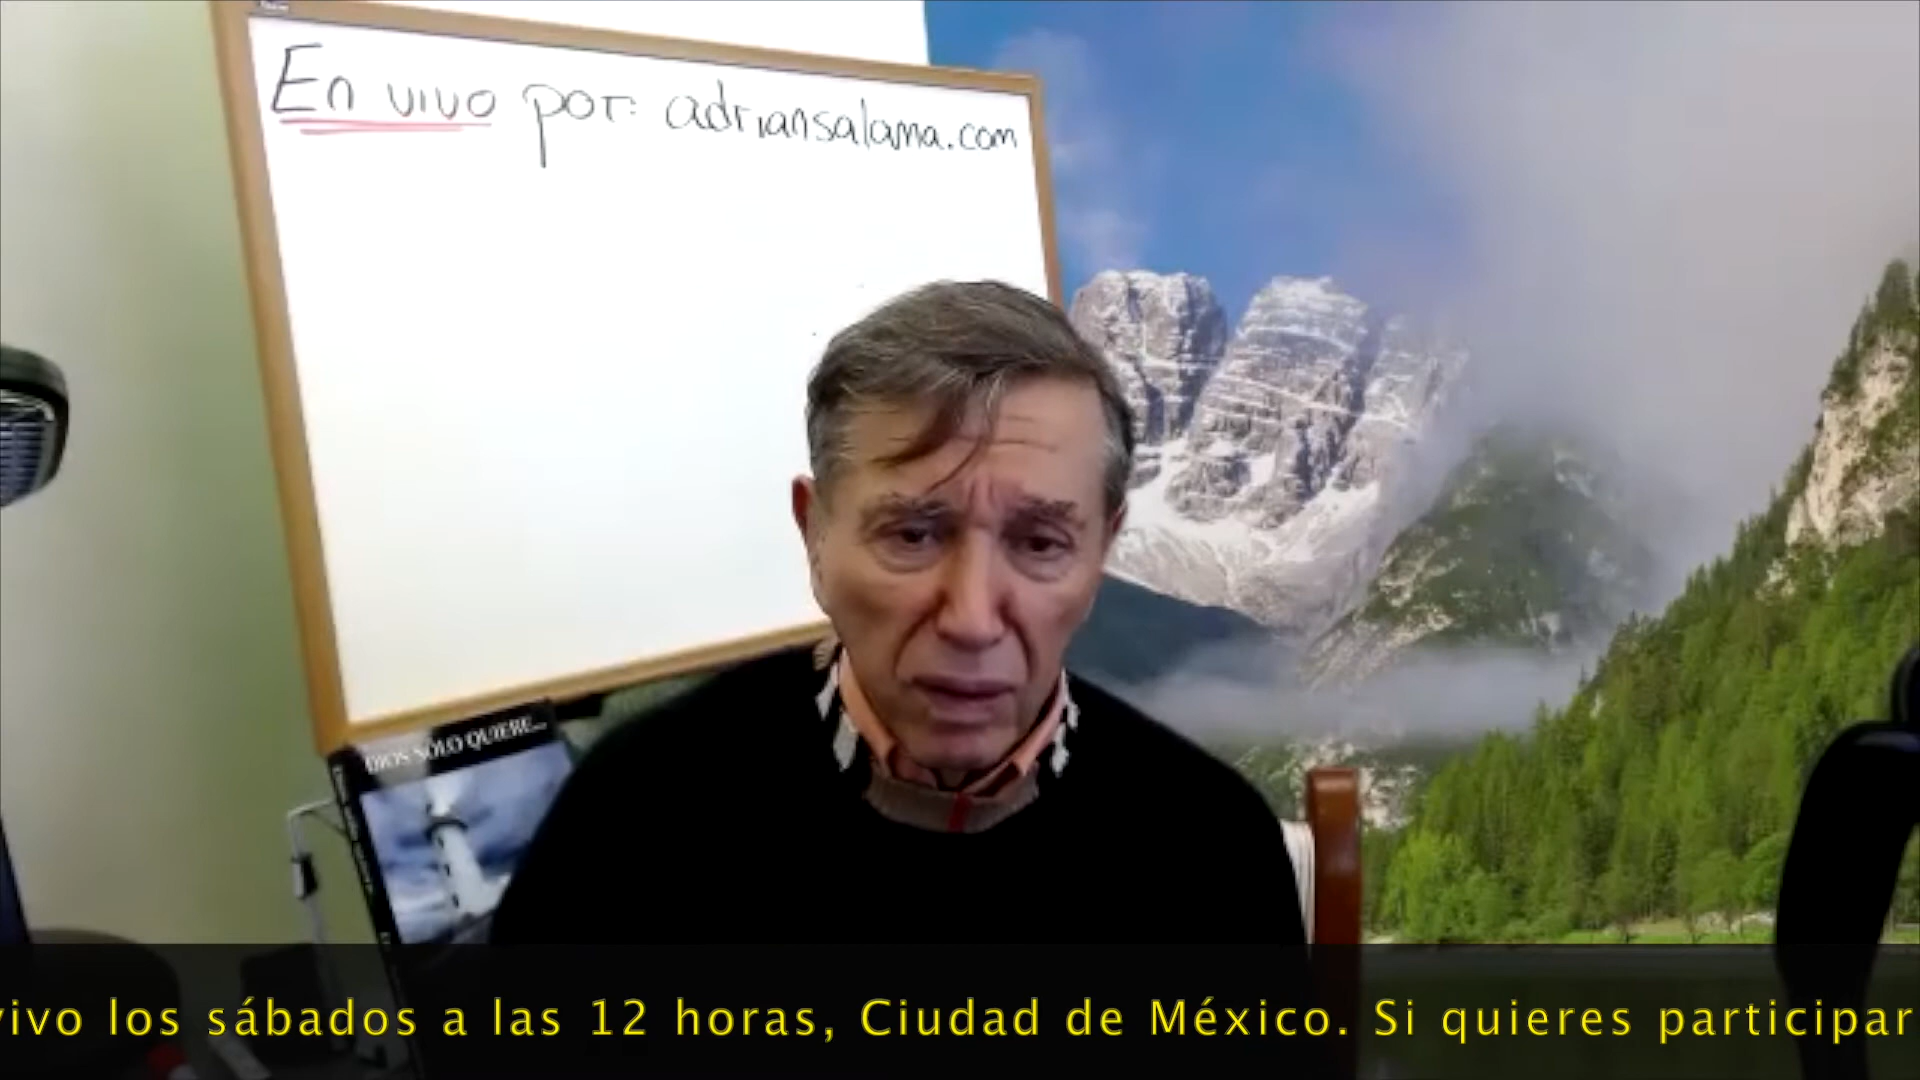 En vivo por: adriansalama.com
DIOS SÓLO QUIERE...
vivo los sábados a las 12 horas, Ciudad de México. Si quieres participar